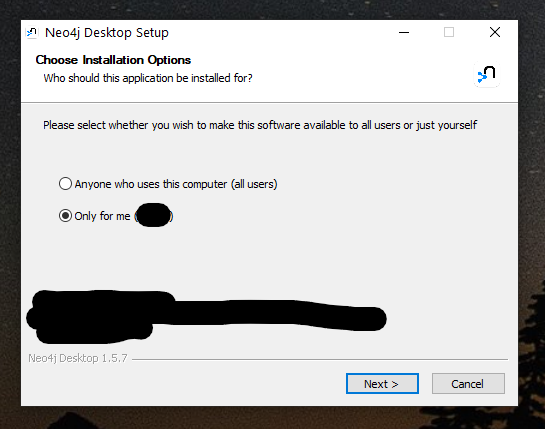 Neo4j Desktop Setup
Choose Installation Options
Who should this application be installed for?
Please select whether you wish to make this software available to all users or just yourself
Anyone who uses this computer (all users)
Only for me ( )
Neo4j Desktop 1.5.7
Next >
Cancel